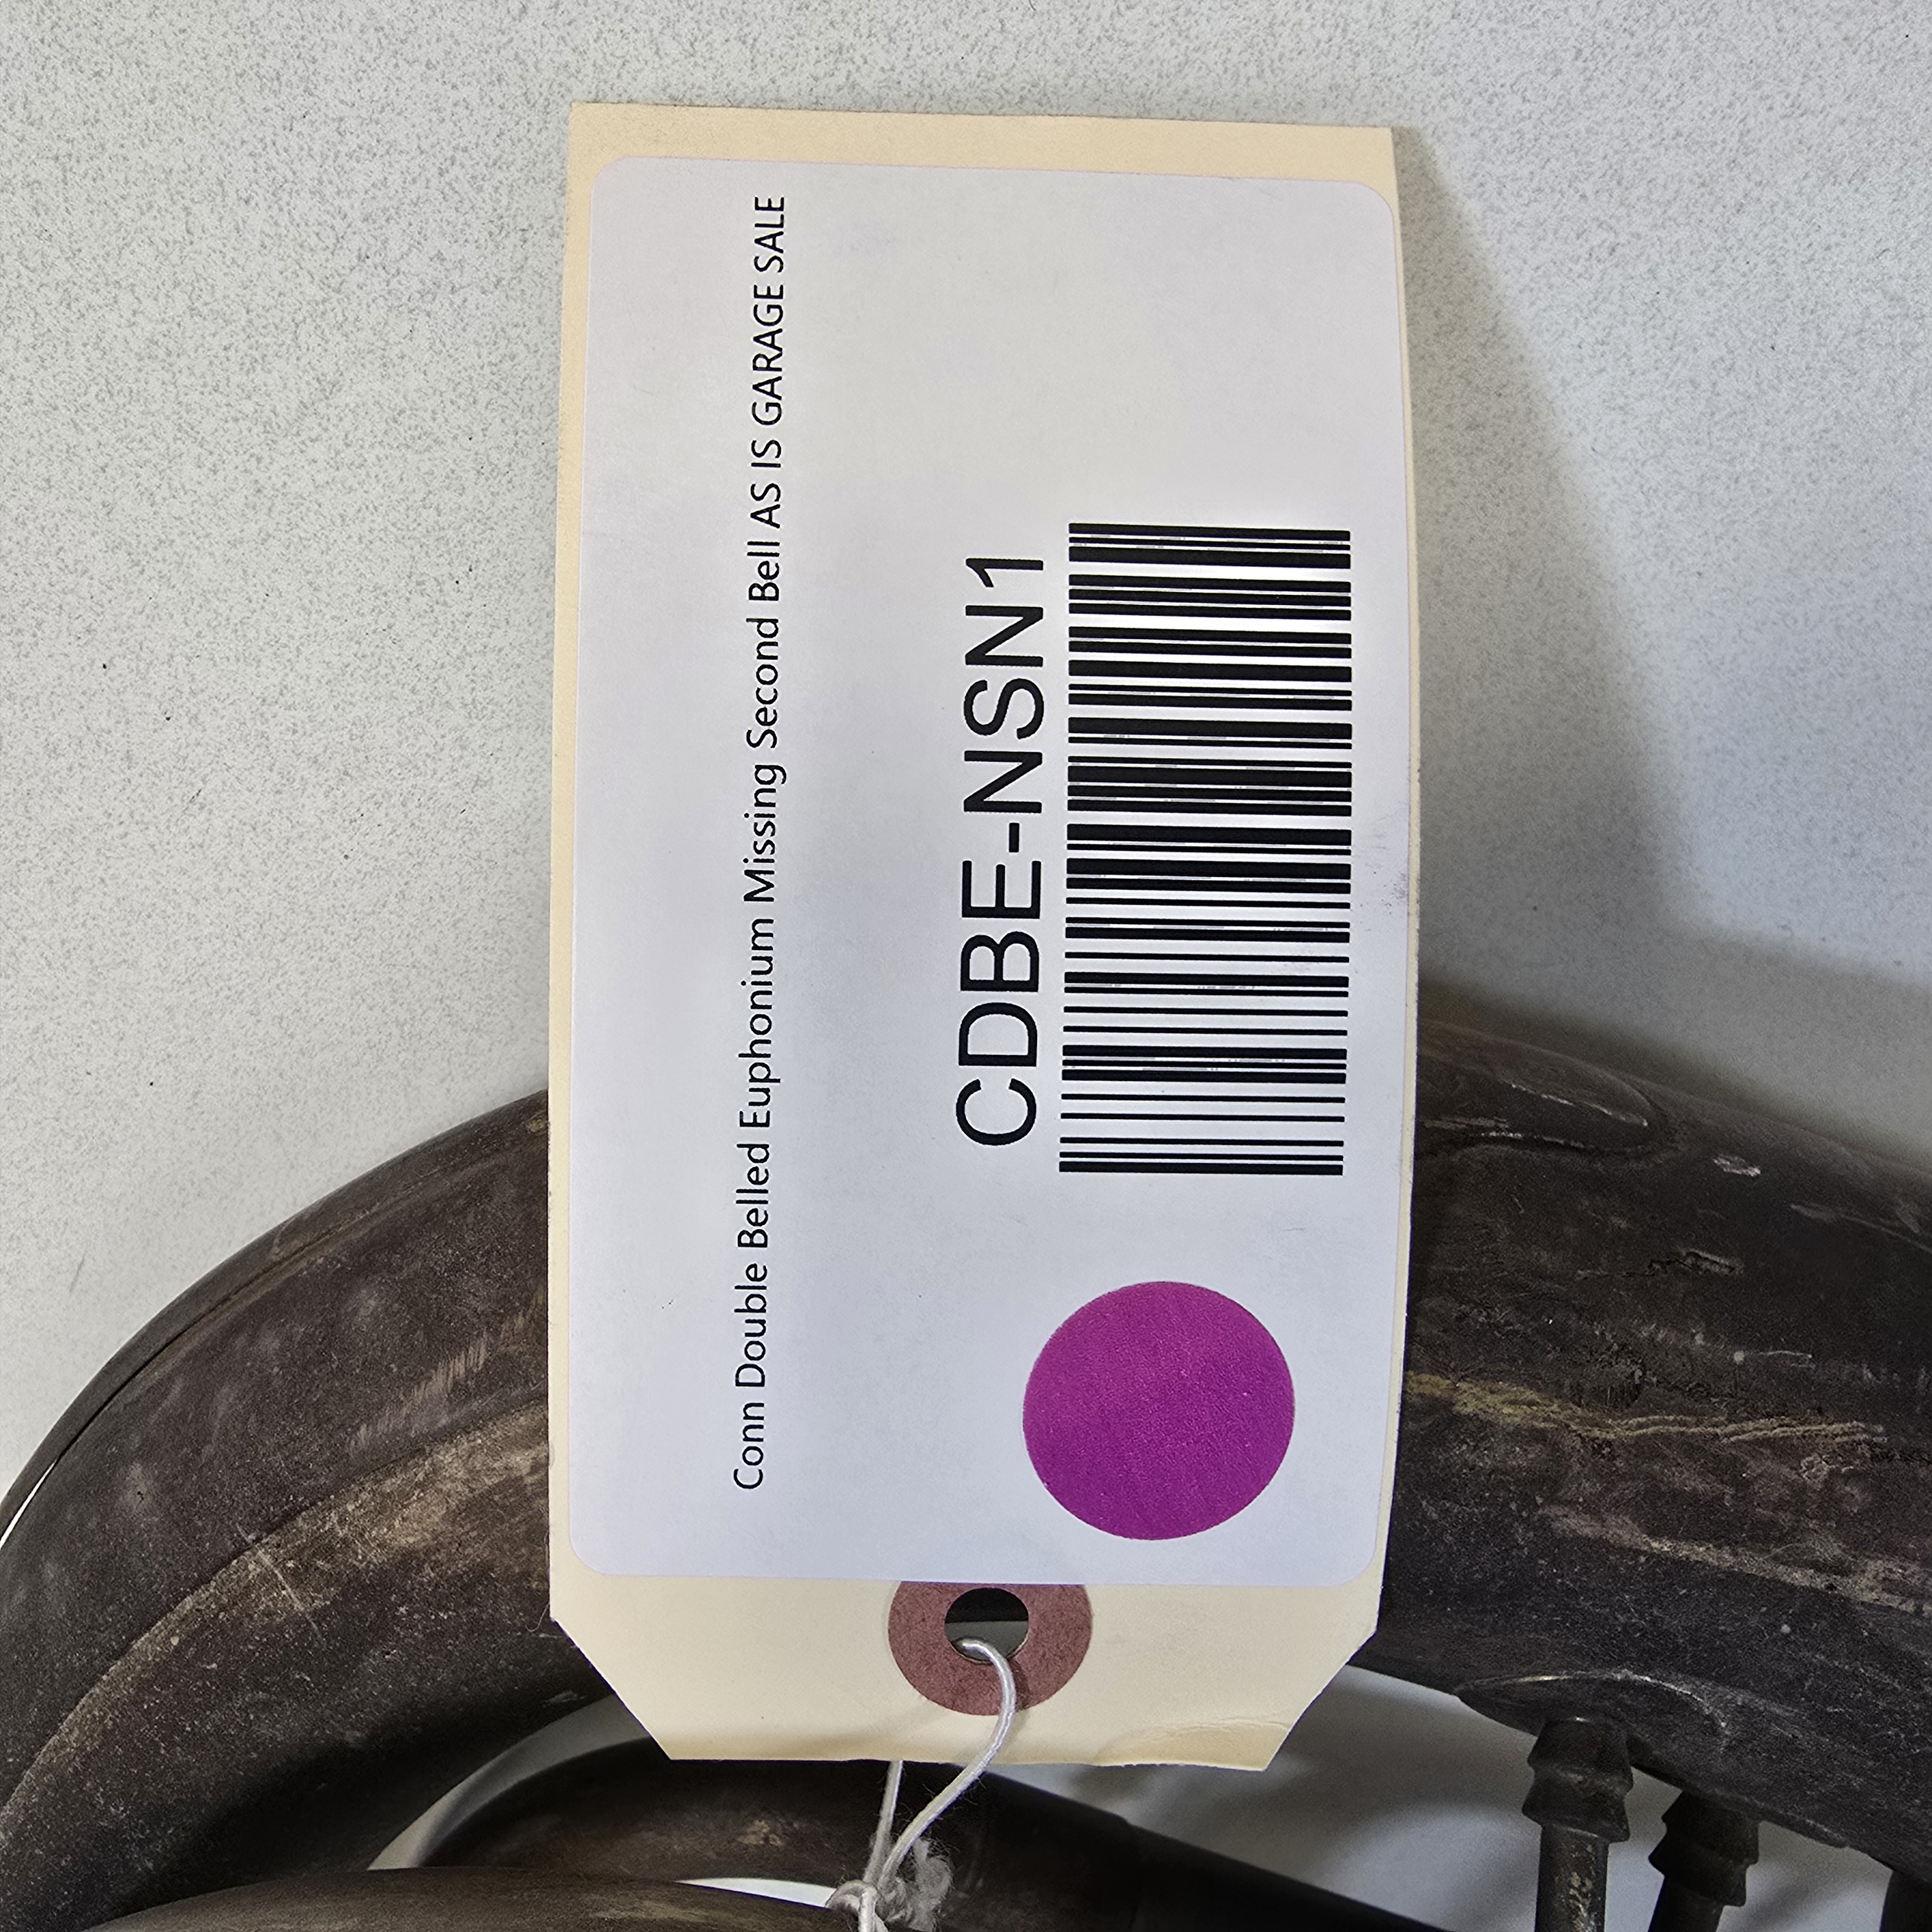 Conn Double Belled Euphonium Missing Second Bell AS IS GARAGE SALE
CDBE-NSN1